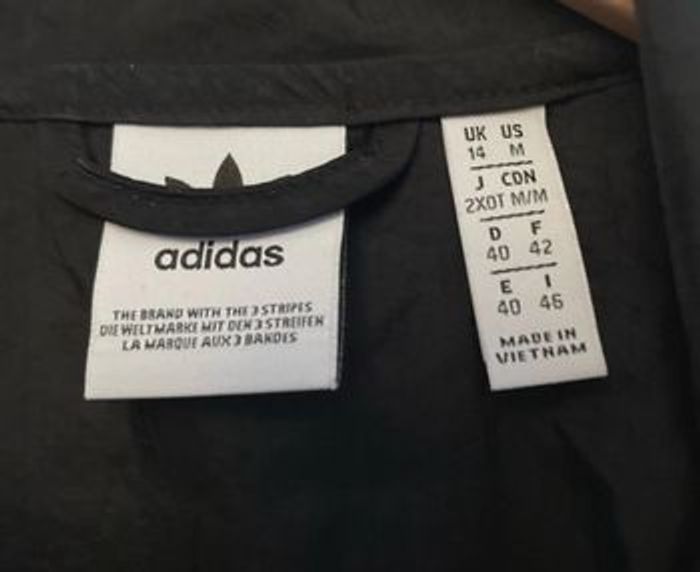 adidas
THE BRAND WITH THE 3 STRIPES
DIE WELTMARKE MIT DEN 3 STREIFEN
LA MARQUE AUX 3 BANDES
UK US
14 M
J CDN
2XOT M/M
D F
40 42
E I
40 46
MADE IN
VIETNAM